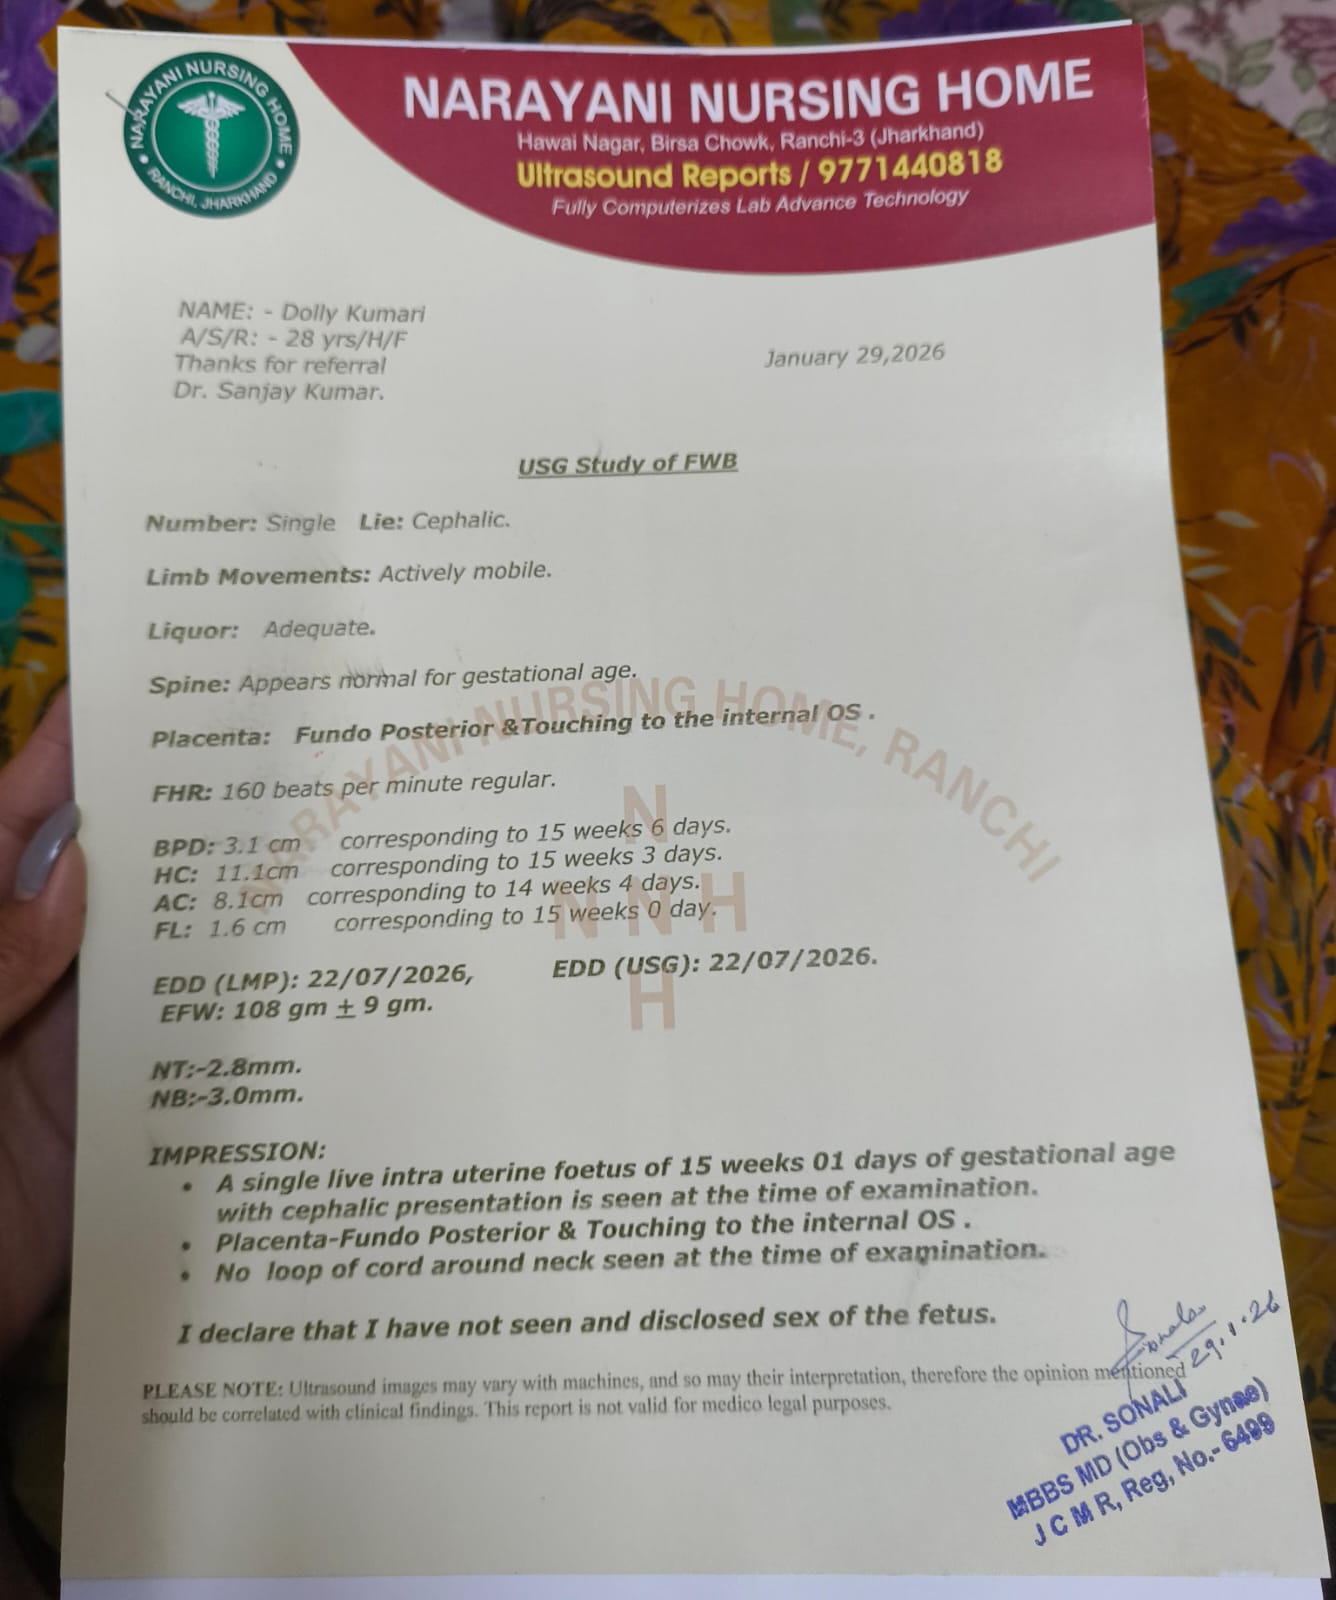 NARAYANI NURSING HOME
RANCHI, JHARKHAND
NARAYANI NURSING HOME
Hawai Nagar, Birsa Chowk, Ranchi-3 (Jharkhand)
Ultrasound Reports / 9771440818
Fully Computerizes Lab Advance Technology
NAME: - Dolly Kumari
A/S/R: - 28 yrs/H/F
Thanks for referral
Dr. Sanjay Kumar.
January 29,2026
USG Study of FWB
Number: Single Lie: Cephalic.
Limb Movements: Actively mobile.
Liquor: Adequate.
Spine: Appears normal for gestational age.
Placenta: Fundo Posterior &Touching to the internal OS .
FHR: 160 beats per minute regular.
BPD: 3.1 cm corresponding to 15 weeks 6 days.
HC: 11.1cm corresponding to 15 weeks 3 days.
AC: 8.1cm corresponding to 14 weeks 4 days.
FL: 1.6 cm corresponding to 15 weeks 0 day.
EDD (LMP): 22/07/2026, EDD (USG): 22/07/2026.
EFW: 108 gm ± 9 gm.
NT:-2.8mm.
NB:-3.0mm.
IMPRESSION:
• A single live intra uterine foetus of 15 weeks 01 days of gestational age
with cephalic presentation is seen at the time of examination.
• Placenta-Fundo Posterior & Touching to the internal OS .
• No loop of cord around neck seen at the time of examination.
I declare that I have not seen and disclosed sex of the fetus.
PLEASE NOTE: Ultrasound images may vary with machines, and so may their interpretation, therefore the opinion mentioned
should be correlated with clinical findings. This report is not valid for medico legal purposes.
Sonali
29.1.26
DR. SONALI
MBBS MD (Obs & Gynae)
J C M R, Reg, No.- 6499
NARAYANI NURSING HOME, RANCHI
N
N N H
H